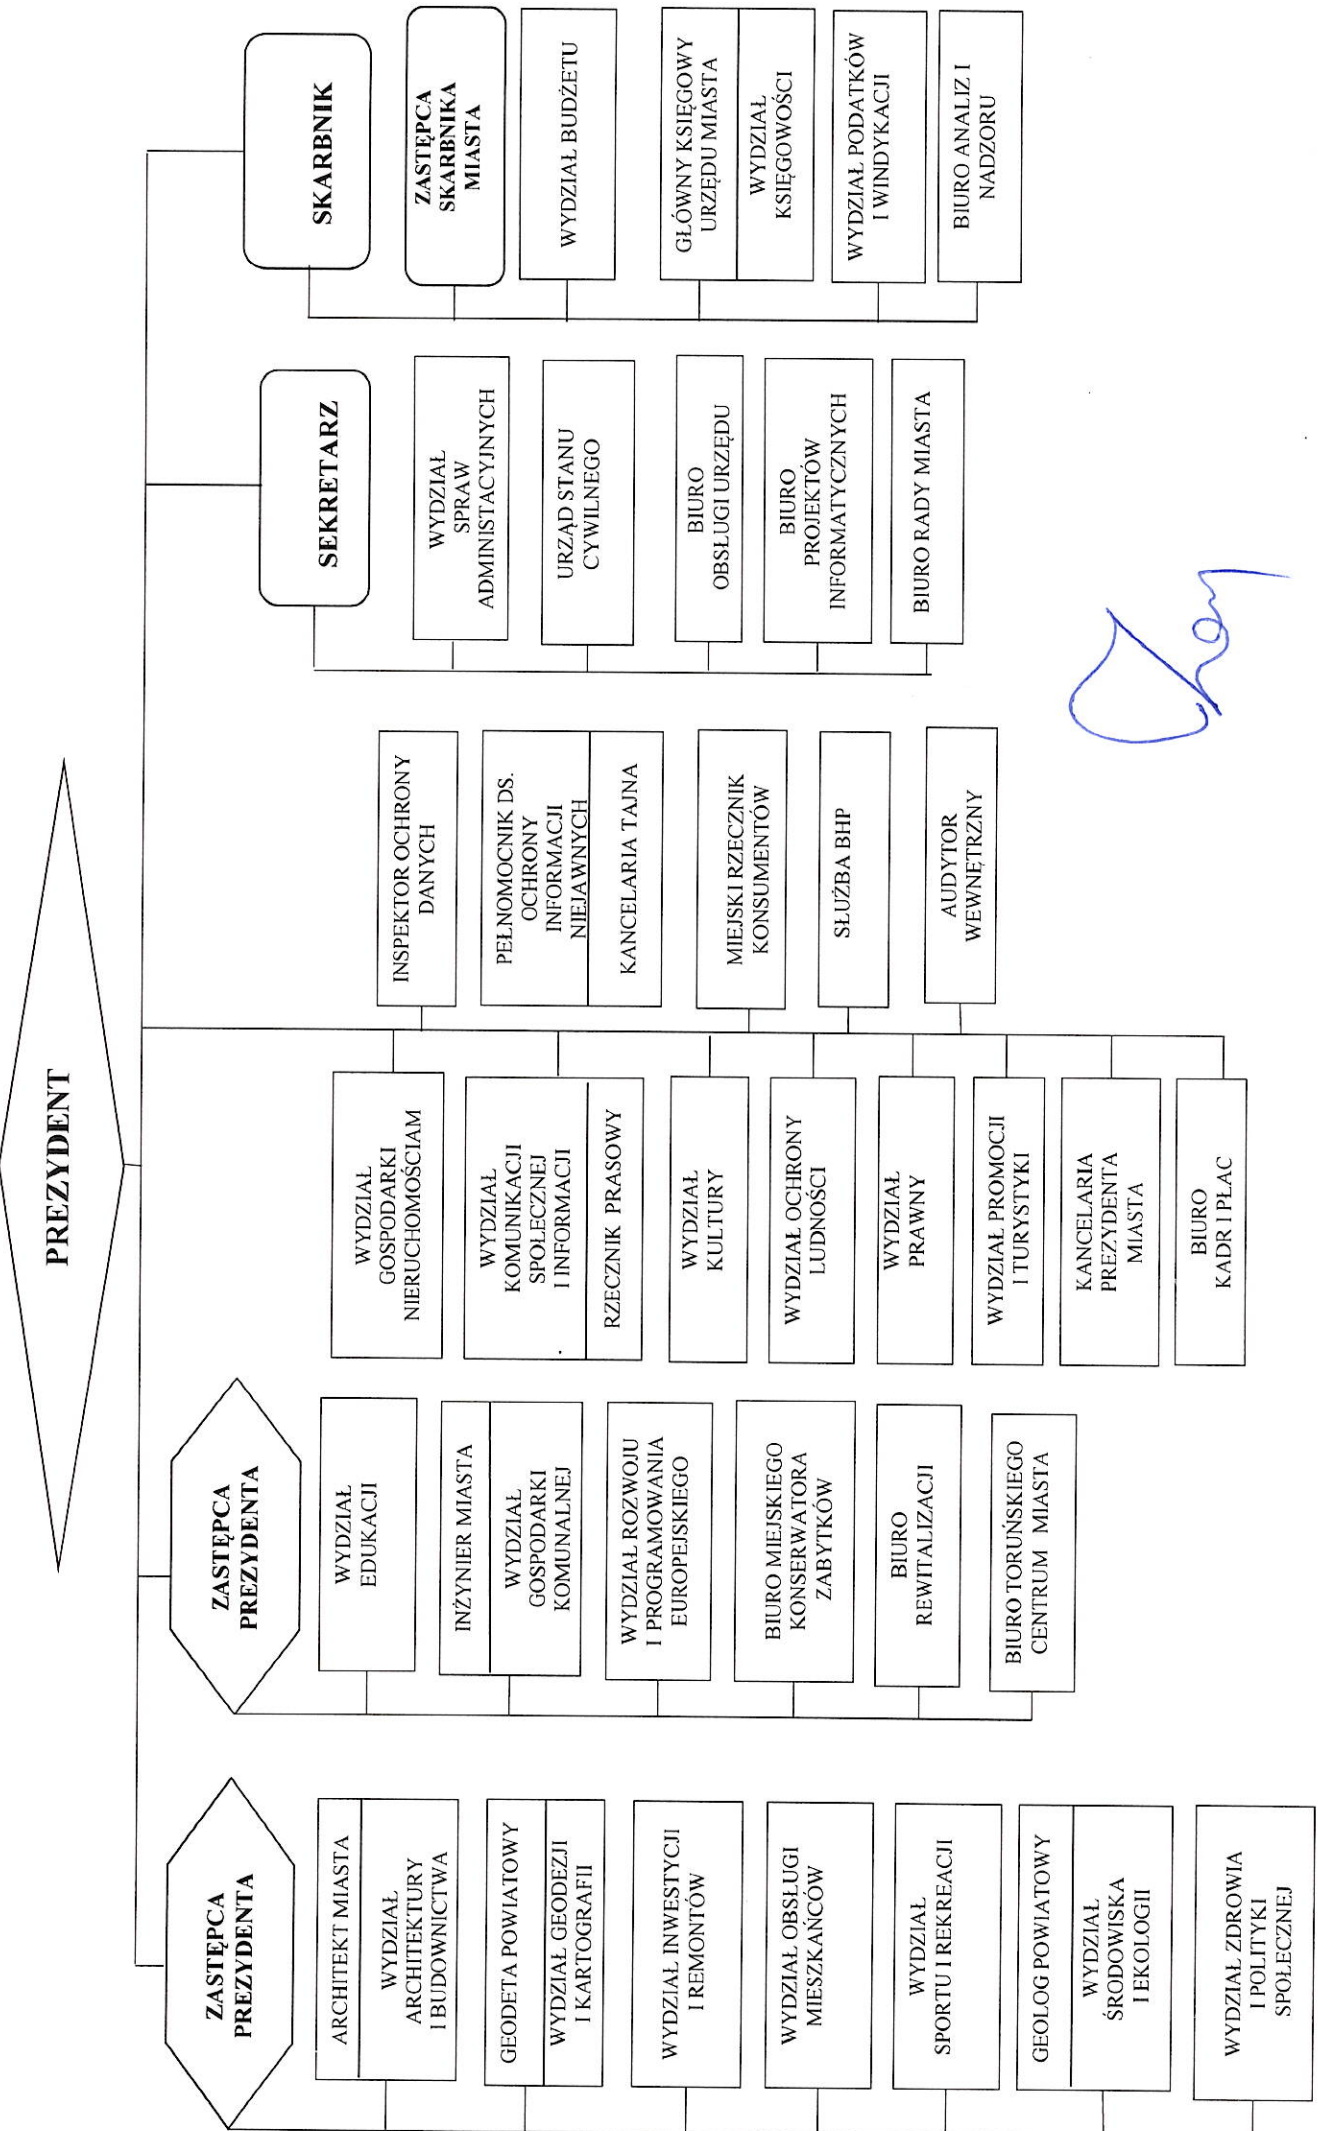 PREZYDENT
ZASTĘPCA
PREZYDENTA
ARCHITEKT MIASTA
WYDZIAŁ
ARCHITEKTURY
I BUDOWNICTWA
GEODETA POWIATOWY
WYDZIAŁ GEODEZJI
I KARTOGRAFII
WYDZIAŁ INWESTYCJI
I REMONTÓW
WYDZIAŁ OBSŁUGI
MIESZKAŃCÓW
WYDZIAŁ
SPORTU I REKREACJI
GEOLOG POWIATOWY
WYDZIAŁ
ŚRODOWISKA
I EKOLOGII
WYDZIAŁ ZDROWIA
I POLITYKI
SPOŁECZNEJ
ZASTĘPCA
PREZYDENTA
WYDZIAŁ
EDUKACJI
INŻYNIER MIASTA
WYDZIAŁ
GOSPODARKI
KOMUNALNEJ
WYDZIAŁ ROZWOJU
I PROGRAMOWANIA
EUROPEJSKIEGO
BIURO MIEJSKIEGO
KONSERWATORA
ZABYTKÓW
BIURO
REWITALIZACJI
BIURO TORUŃSKIEGO
CENTRUM MIASTA
WYDZIAŁ
GOSPODARKI
NIERUCHOMOŚCIAM
WYDZIAŁ
KOMUNIKACJI
SPOŁECZNEJ
I INFORMACJI
RZECZNIK PRASOWY
WYDZIAŁ
KULTURY
WYDZIAŁ OCHRONY
LUDNOŚCI
WYDZIAŁ
PRAWNY
WYDZIAŁ PROMOCJI
I TURYSTYKI
KANCELARIA
PREZYDENTA
MIASTA
BIURO
KADR I PŁAC
INSPEKTOR OCHRONY
DANYCH
PEŁNOMOCNIK DS.
OCHRONY
INFORMACJI
NIEJAWNYCH
KANCELARIA TAJNA
MIEJSKI RZECZNIK
KONSUMENTÓW
SŁUŻBA BHP
AUDYTOR
WEWNĘTRZNY
SEKRETARZ
WYDZIAŁ
SPRAW
ADMINISTACYJNYCH
URZĄD STANU
CYWILNEGO
BIURO
OBSŁUGI URZĘDU
BIURO
PROJEKTÓW
INFORMATYCZNYCH
BIURO RADY MIASTA
SKARBNIK
ZASTĘPCA
SKARBNIKA
MIASTA
WYDZIAŁ BUDŻETU
GŁÓWNY KSIĘGOWY
URZĘDU MIASTA
WYDZIAŁ
KSIĘGOWOŚCI
WYDZIAŁ PODATKÓW
I WINDYKACJI
BIURO ANALIZ I
NADZORU